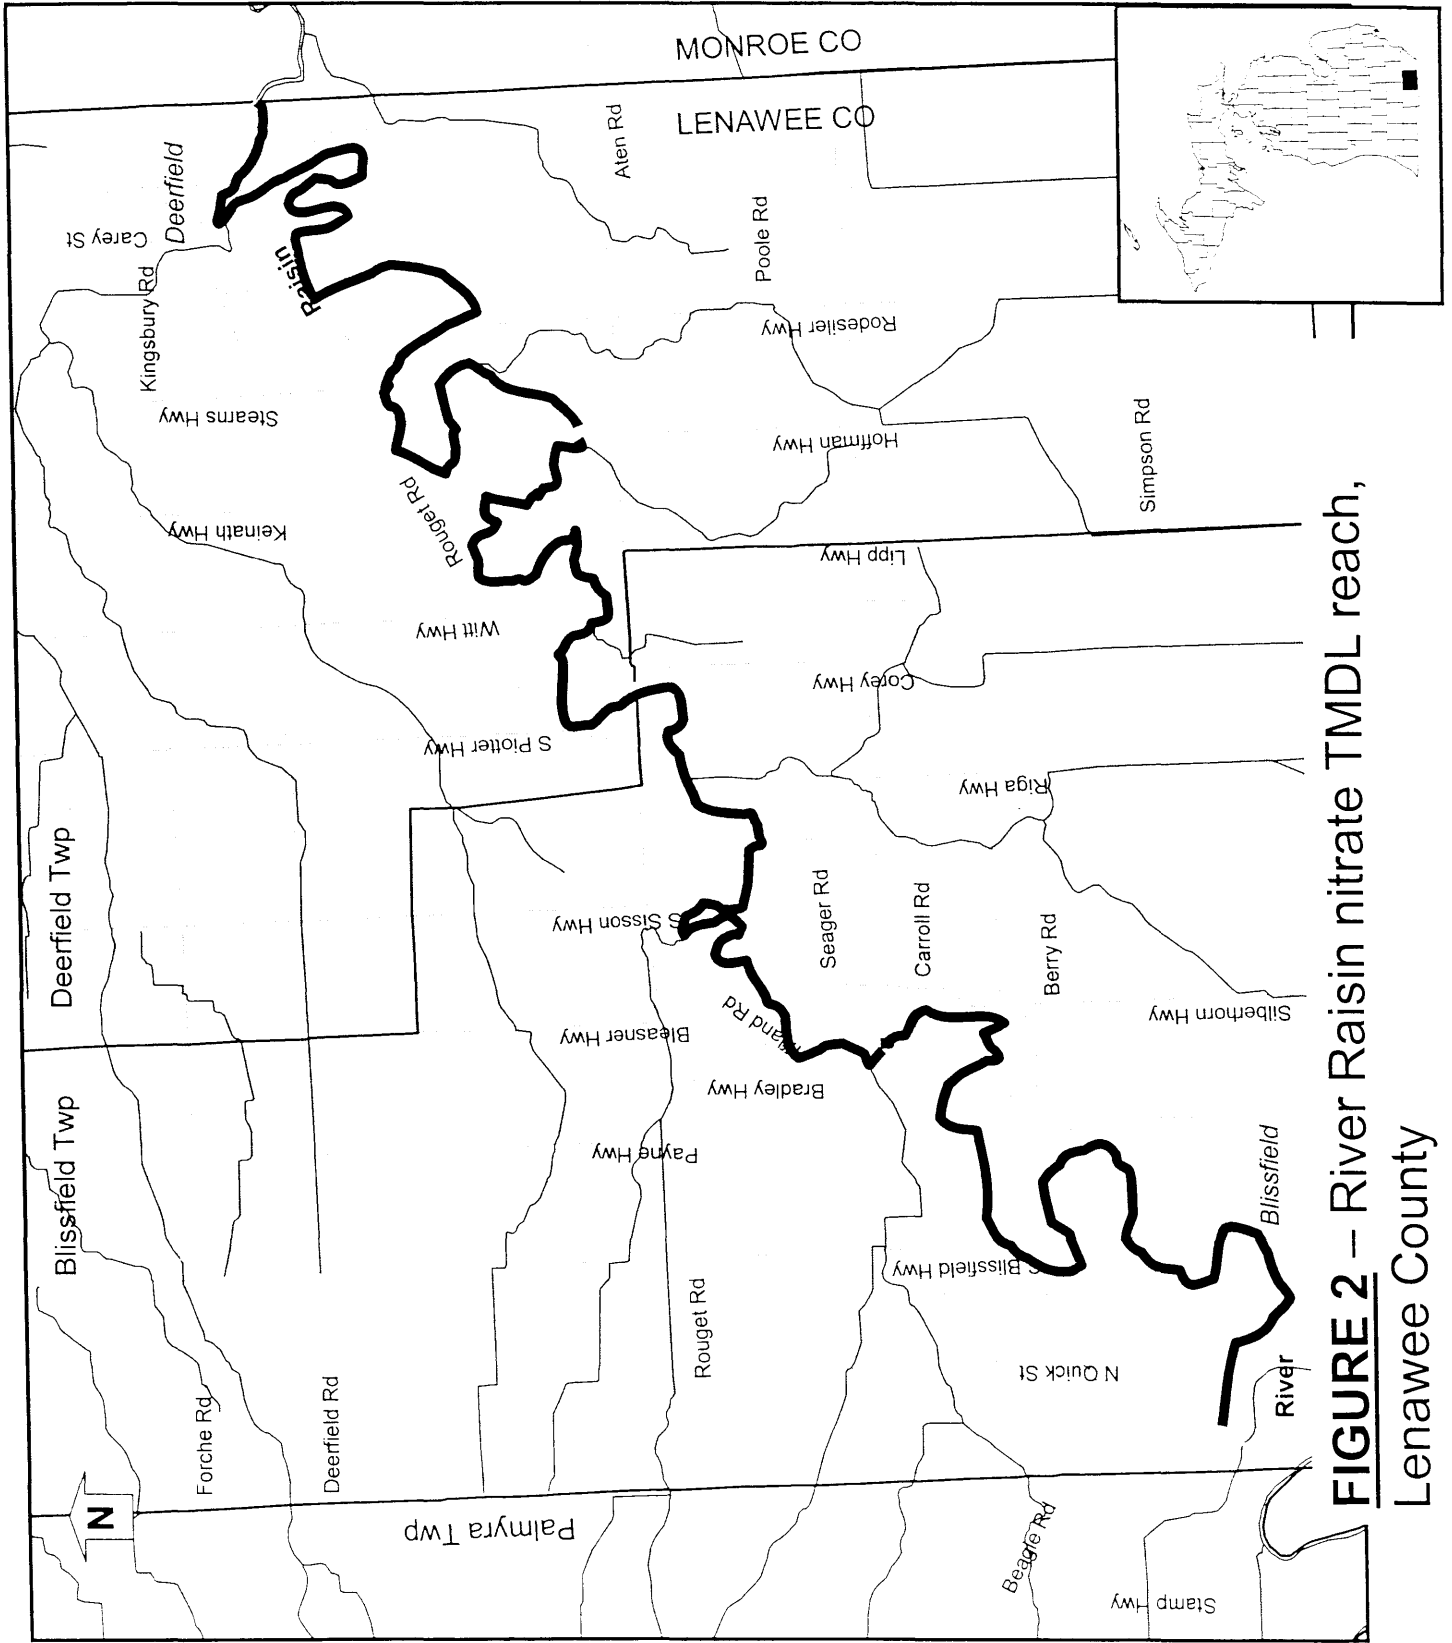 N
Palmyra Twp
Blissfield Twp
Deerfield Twp
MONROE CO
LENAWEE CO
Forche Rd
Deerfield Rd
Kingsbury Rd
Carey St
Deerfield
Raisin
Stearns Hwy
Keinath Hwy
Rouget Rd
Witt Hwy
S Piotter Hwy
Aten Rd
Poole Rd
Rodesiler Hwy
Hoffman Hwy
Simpson Rd
Lipp Hwy
Corey Hwy
Riga Hwy
S Sisson Hwy
Bleasner Hwy
Payne Hwy
Rouget Rd
Bradley Hwy
Seager Rd
Carroll Rd
Berry Rd
Silberhorn Hwy
S Blissfield Hwy
Blissfield
N Quick St
River
Beagle Rd
Stamp Hwy
FIGURE 2 – River Raisin nitrate TMDL reach,
Lenawee County